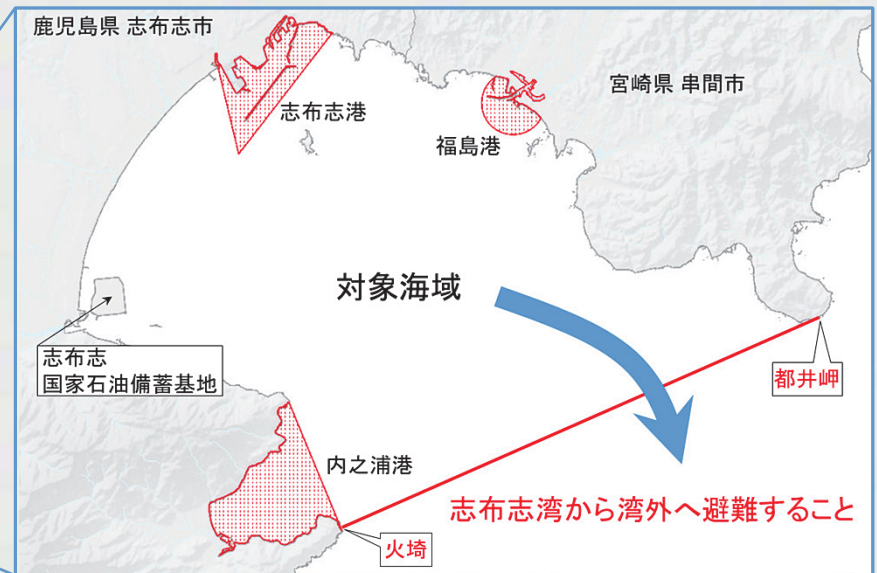 鹿児島県 志布志市
宮崎県 串間市
志布志港
福島港
対象海域
志布志
国家石油備蓄基地
都井岬
内之浦港
志布志湾から湾外へ避難すること
火埼